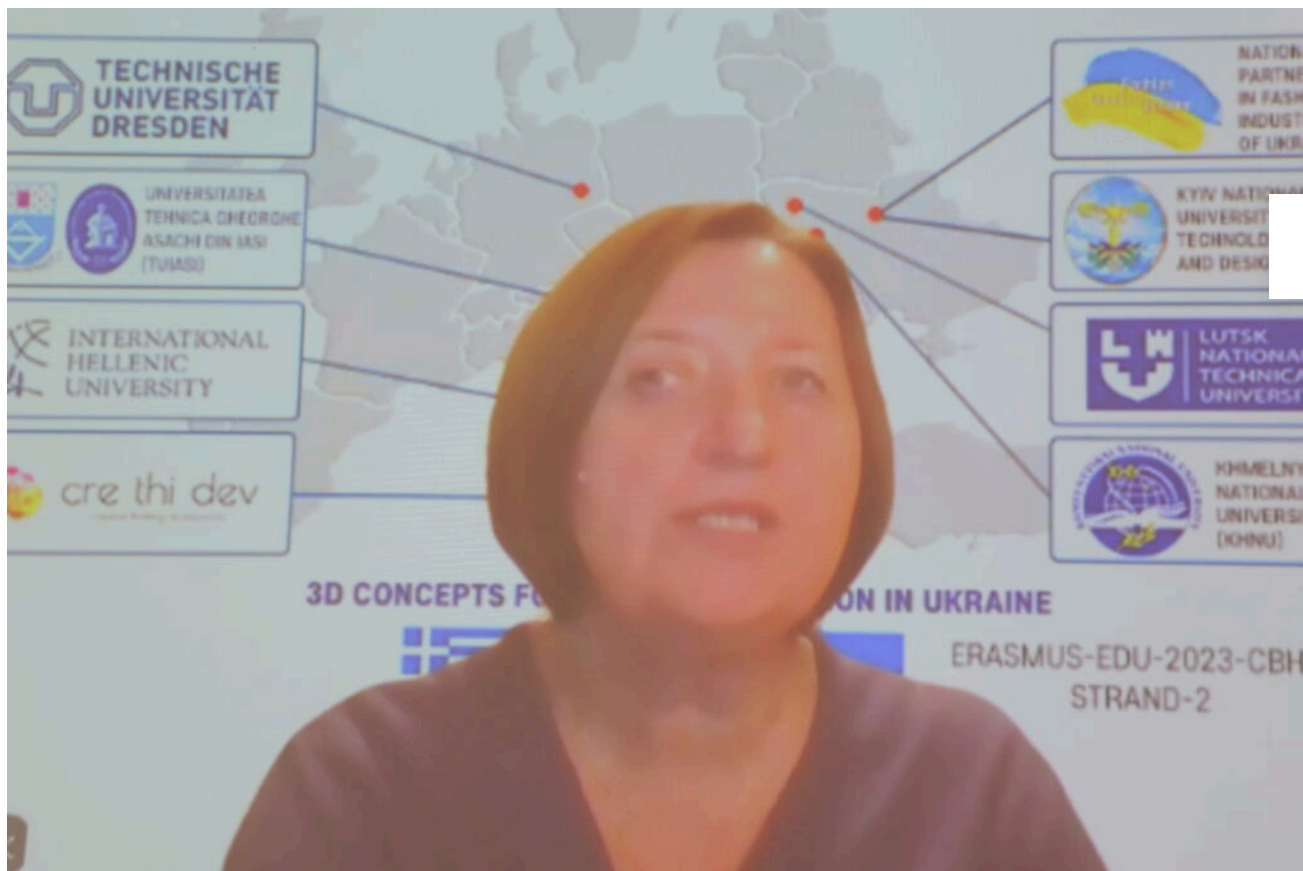 TECHNISCHE
UNIVERSITÄT
DRESDEN
UNIVERSITATEA
TEHNICA GHEORGHE
ASACHI DIN IASI
(TUIASI)
INTERNATIONAL
HELLENIC
UNIVERSITY
cre thi dev
NATION
PARTNE
IN FASH
INDUST
OF UKR
KYIV NATIONAL
UNIVERSIT
TECHNOLO
AND DESIG
LUTSK
NATIONAL
TECHNICA
UNIVERSIT
KHMELNY
NATIONAL
UNIVERSI
(KHNU)
3D CONCEPTS FO
ON IN UKRAINE
ERASMUS-EDU-2023-CBH
STRAND-2